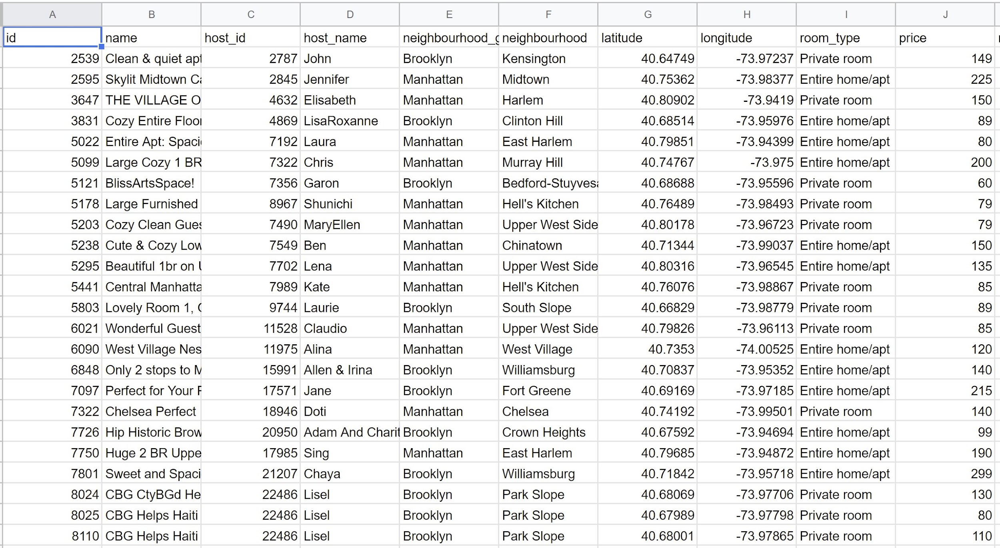 A B C D E F G H I J
id name host_id host_name neighbourhood_g neighbourhood latitude longitude room_type price
2539 Clean & quiet apt 2787 John Brooklyn Kensington 40.64749 -73.97237 Private room 149
2595 Skylit Midtown Ca 2845 Jennifer Manhattan Midtown 40.75362 -73.98377 Entire home/apt 225
3647 THE VILLAGE O 4632 Elisabeth Manhattan Harlem 40.80902 -73.9419 Private room 150
3831 Cozy Entire Floor 4869 LisaRoxanne Brooklyn Clinton Hill 40.68514 -73.95976 Entire home/apt 89
5022 Entire Apt: Spaci 7192 Laura Manhattan East Harlem 40.79851 -73.94399 Entire home/apt 80
5099 Large Cozy 1 BR 7322 Chris Manhattan Murray Hill 40.74767 -73.975 Entire home/apt 200
5121 BlissArtsSpace! 7356 Garon Brooklyn Bedford-Stuyvesa 40.68688 -73.95596 Private room 60
5178 Large Furnished 8967 Shunichi Manhattan Hell's Kitchen 40.76489 -73.98493 Private room 79
5203 Cozy Clean Gues 7490 MaryEllen Manhattan Upper West Side 40.80178 -73.96723 Private room 79
5238 Cute & Cozy Low 7549 Ben Manhattan Chinatown 40.71344 -73.99037 Entire home/apt 150
5295 Beautiful 1br on 7702 Lena Manhattan Upper West Side 40.80316 -73.96545 Entire home/apt 135
5441 Central Manhatta 7989 Kate Manhattan Hell's Kitchen 40.76076 -73.98867 Private room 85
5803 Lovely Room 1, 9744 Laurie Brooklyn South Slope 40.66829 -73.98779 Private room 89
6021 Wonderful Guest 11528 Claudio Manhattan Upper West Side 40.79826 -73.96113 Private room 85
6090 West Village Nes 11975 Alina Manhattan West Village 40.7353 -74.00525 Entire home/apt 120
6848 Only 2 stops to M 15991 Allen & Irina Brooklyn Williamsburg 40.70837 -73.95352 Entire home/apt 140
7097 Perfect for Your 17571 Jane Brooklyn Fort Greene 40.69169 -73.97185 Entire home/apt 215
7322 Chelsea Perfect 18946 Doti Manhattan Chelsea 40.74192 -73.99501 Private room 140
7726 Hip Historic Brow 20950 Adam And Charit Brooklyn Crown Heights 40.67592 -73.94694 Entire home/apt 99
7750 Huge 2 BR Uppe 17985 Sing Manhattan East Harlem 40.79685 -73.94872 Entire home/apt 190
7801 Sweet and Spaci 21207 Chaya Brooklyn Williamsburg 40.71842 -73.95718 Entire home/apt 299
8024 CBG CtyBGd He 22486 Lisel Brooklyn Park Slope 40.68069 -73.97706 Private room 130
8025 CBG Helps Haiti 22486 Lisel Brooklyn Park Slope 40.67989 -73.97798 Private room 80
8110 CBG Helps Haiti 22486 Lisel Brooklyn Park Slope 40.68001 -73.97865 Private room 110